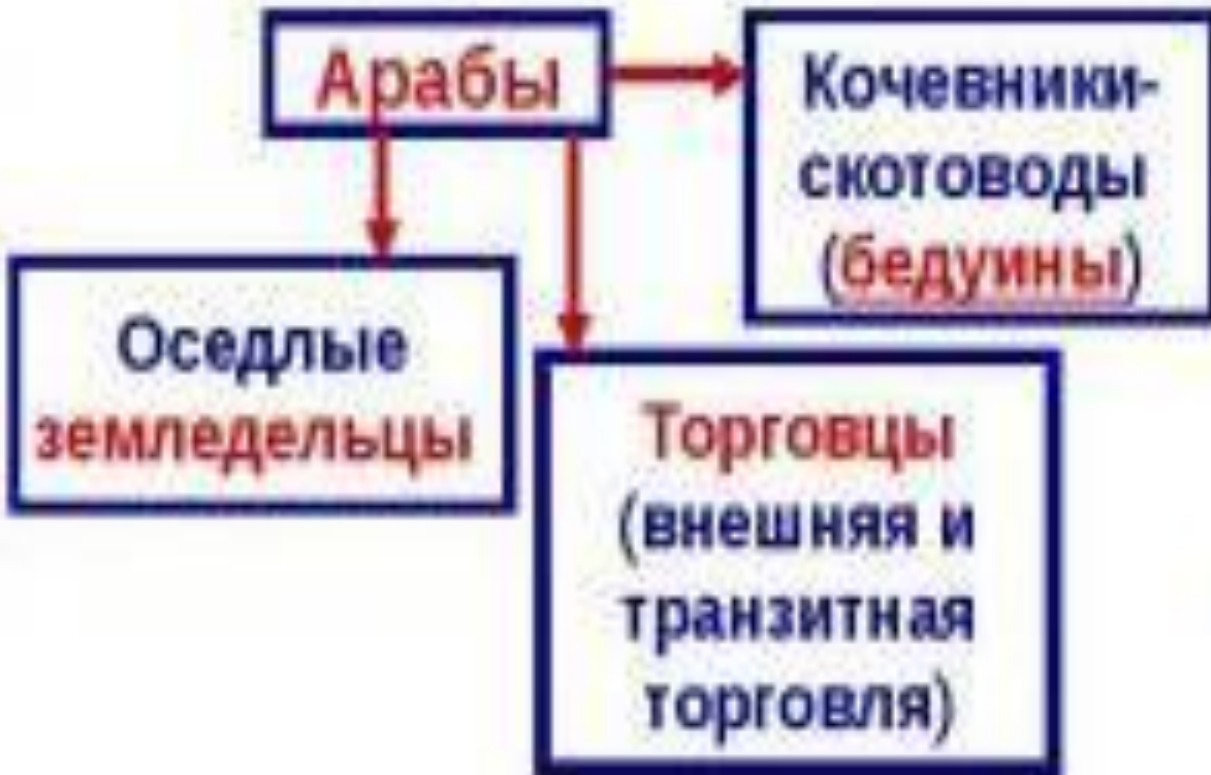 Арабы
Кочевники-
скотоводы
(бедуины)
Оседлые
земледельцы
Торговцы
(внешняя и
транзитная
торговля)